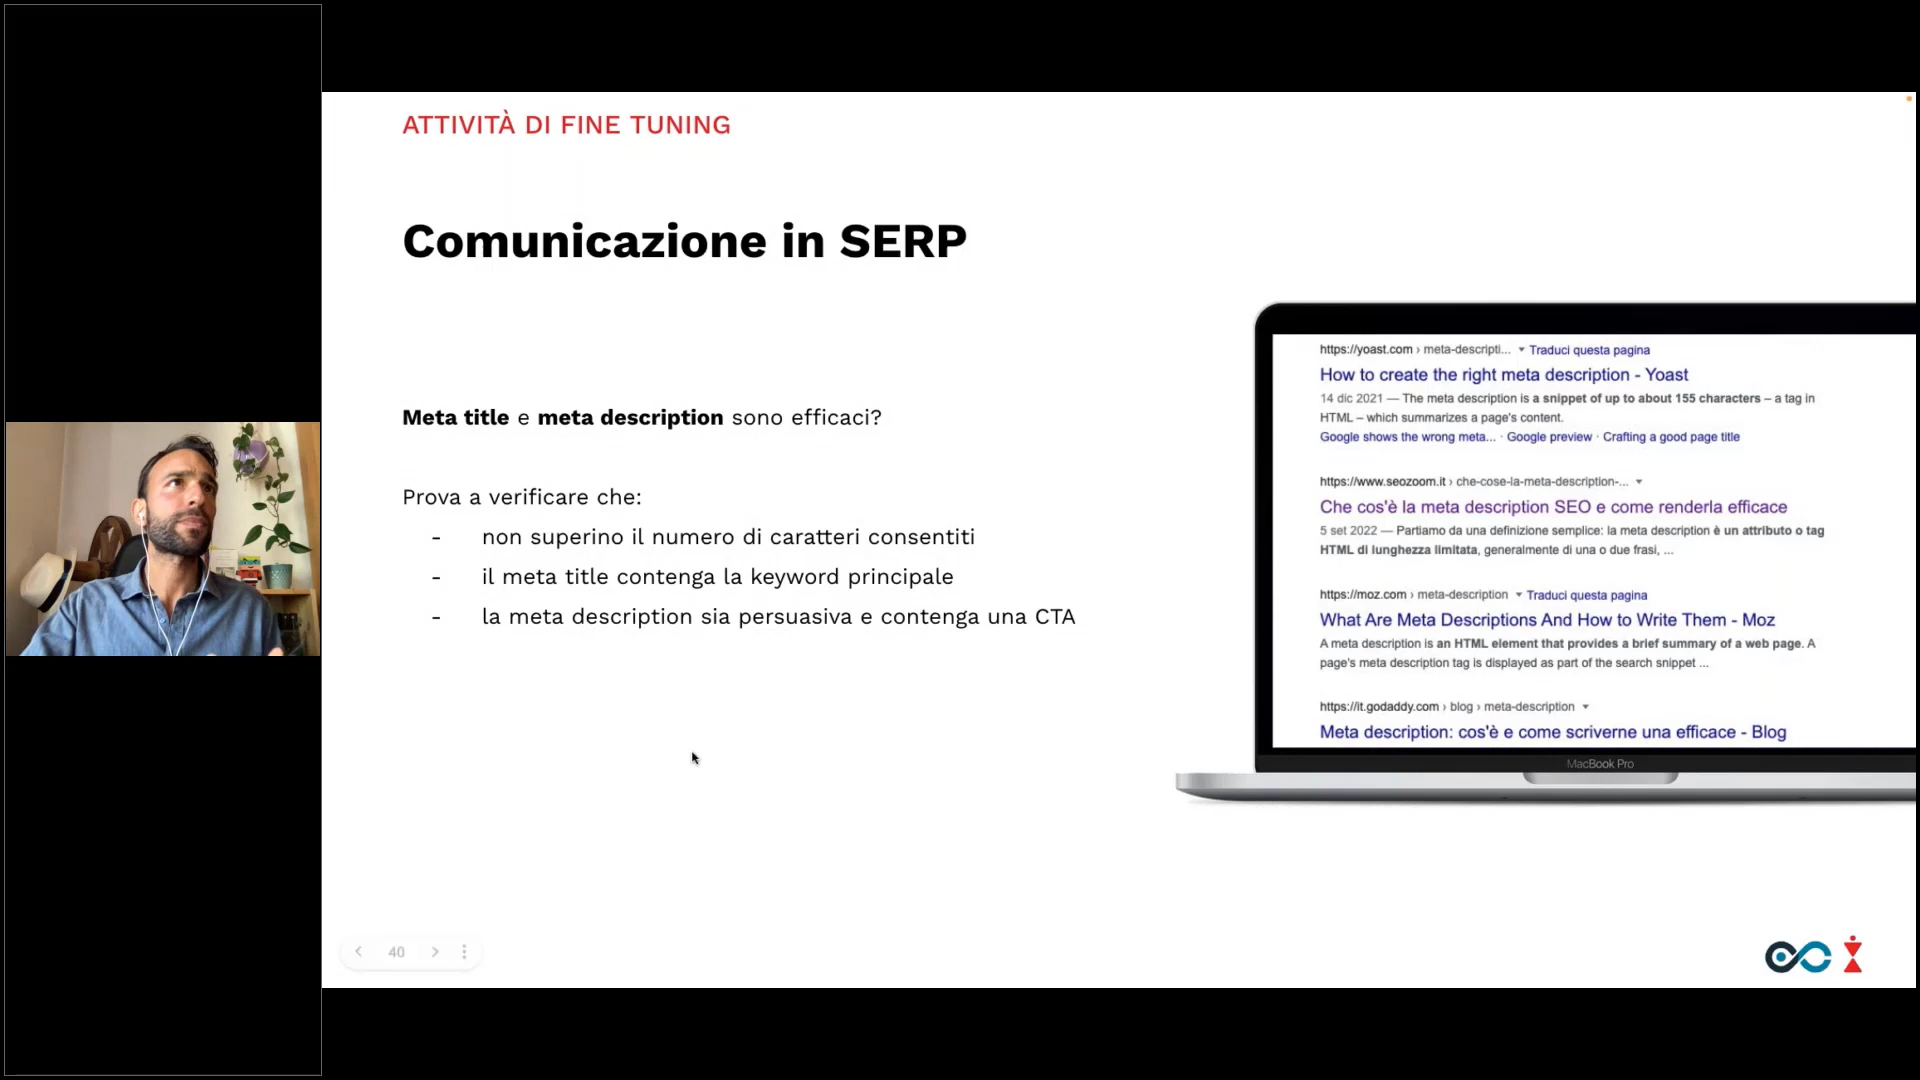 ATTIVITÀ DI FINE TUNING
Comunicazione in SERP
Meta title e meta description sono efficaci?
Prova a verificare che:
- non superino il numero di caratteri consentiti
- il meta title contenga la keyword principale
- la meta description sia persuasiva e contenga una CTA
https://yoast.com › meta-descripti... Traduci questa pagina
How to create the right meta description - Yoast
14 dic 2021 — The meta description is a snippet of up to about 155 characters – a tag in
HTML – which summarizes a page's content.
Google shows the wrong meta... · Google preview · Crafting a good page title
https://www.seozoom.it › che-cose-la-meta-description-...
Che cos'è la meta description SEO e come renderla efficace
5 set 2022 — Partiamo da una definizione semplice: la meta description è un attributo o tag
HTML di lunghezza limitata, generalmente di una o due frasi, ...
https://moz.com › meta-description Traduci questa pagina
What Are Meta Descriptions And How to Write Them - Moz
A meta description is an HTML element that provides a brief summary of a web page. A
page's meta description tag is displayed as part of the search snippet ...
https://it.godaddy.com › blog › meta-description
Meta description: cos'è e come scriverne una efficace - Blog
MacBook Pro
40